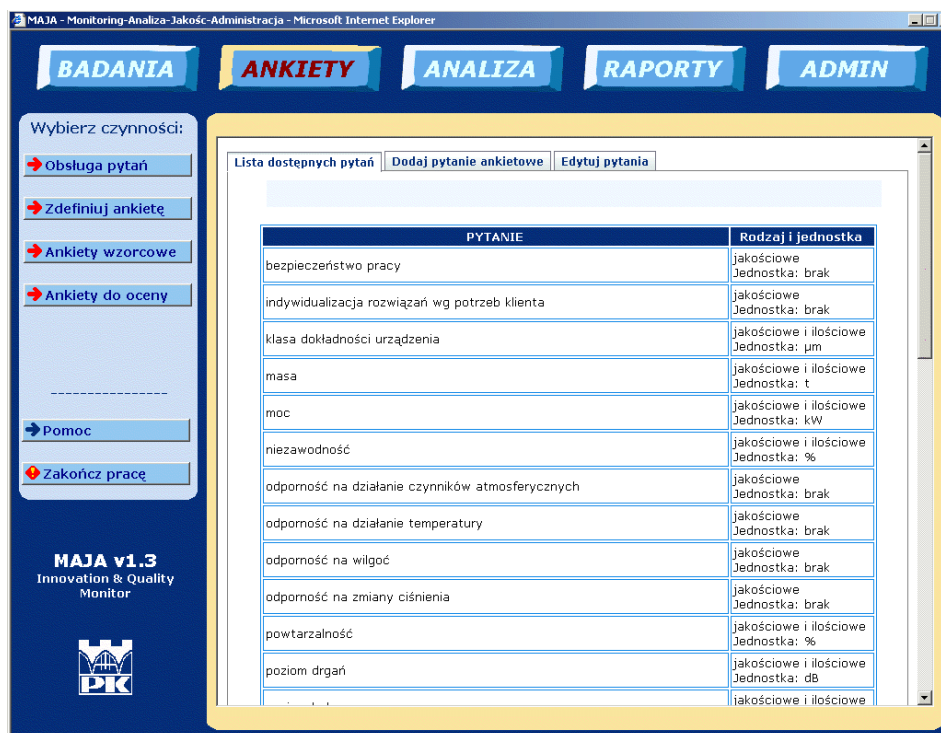 MAJA - Monitoring-Analiza-Jakośc-Administracja - Microsoft Internet Explorer
BADANIA ANKIETY ANALIZA RAPORTY ADMIN
Wybierz czynności:
Obsługa pytań
Zdefiniuj ankietę
Ankiety wzorcowe
Ankiety do oceny
----------------
Pomoc
Zakończ pracę
MAJA v1.3
Innovation & Quality
Monitor
PK
Lista dostępnych pytań Dodaj pytanie ankietowe Edytuj pytania
PYTANIE Rodzaj i jednostka
bezpieczeństwo pracy
jakościowe
Jednostka: brak
indywidualizacja rozwiązań wg potrzeb klienta
jakościowe
Jednostka: brak
klasa dokładności urządzenia
jakościowe i ilościowe
Jednostka: µm
masa
jakościowe i ilościowe
Jednostka: t
moc
jakościowe i ilościowe
Jednostka: kW
niezawodność
jakościowe i ilościowe
Jednostka: %
odporność na działanie czynników atmosferycznych
jakościowe
Jednostka: brak
odporność na działanie temperatury
jakościowe
Jednostka: brak
odporność na wilgoć
jakościowe
Jednostka: brak
odporność na zmiany ciśnienia
jakościowe
Jednostka: brak
powtarzalność
jakościowe i ilościowe
Jednostka: %
poziom drgań
jakościowe i ilościowe
Jednostka: dB
jakościowe i ilościowe